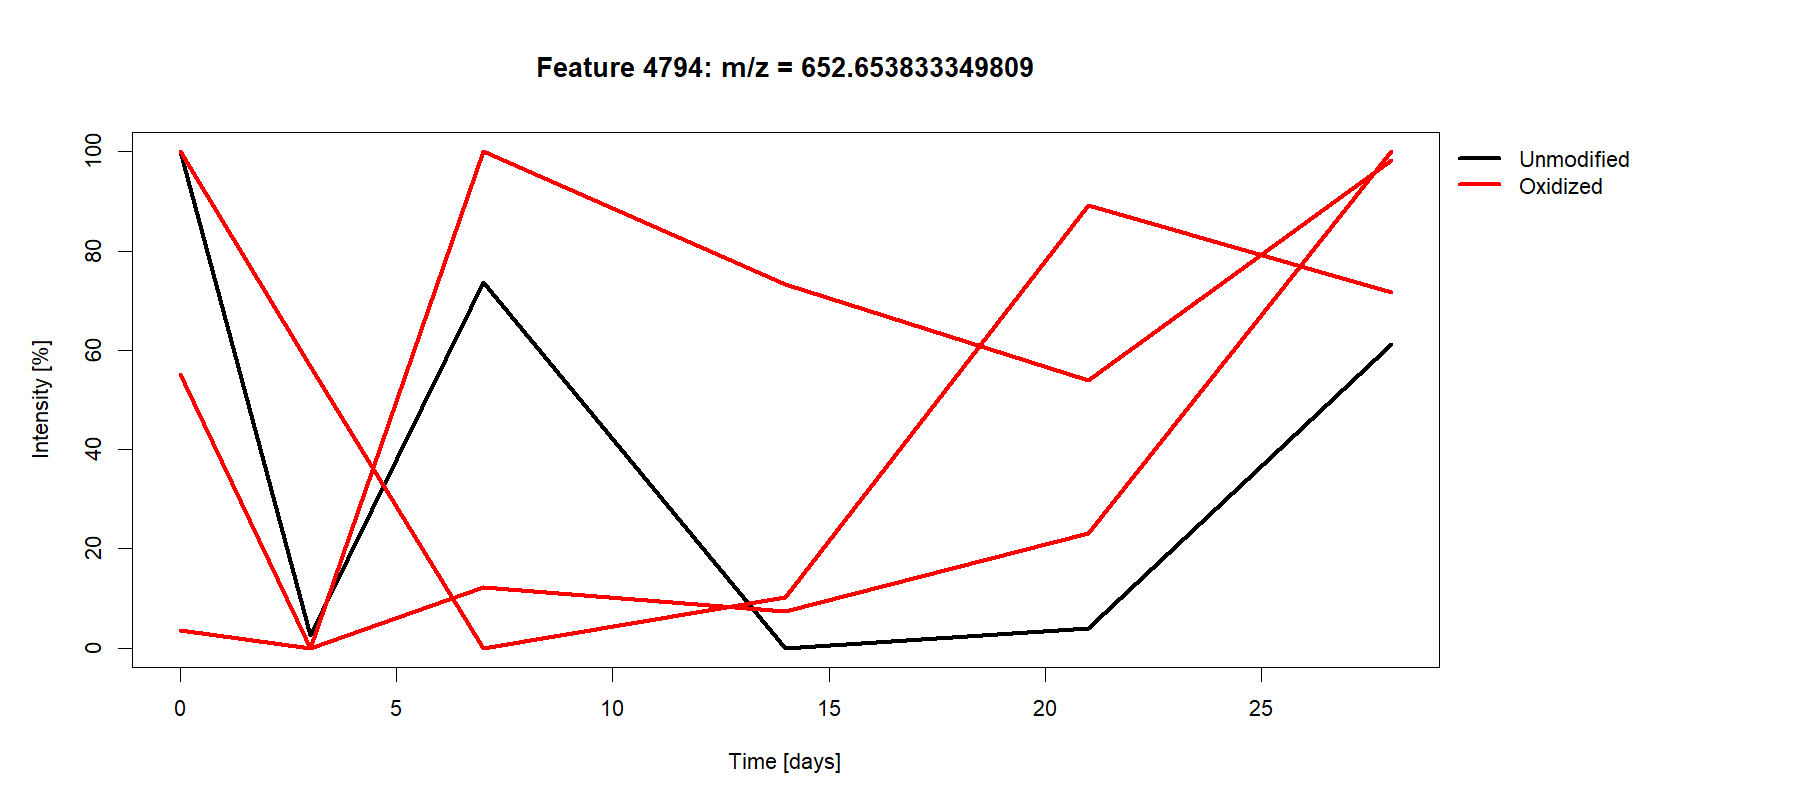 Feature 4794: m/z = 652.653833349809
Unmodified
Oxidized
Intensity [%]
100
80
60
40
20
0
0 5 10 15 20 25
Time [days]